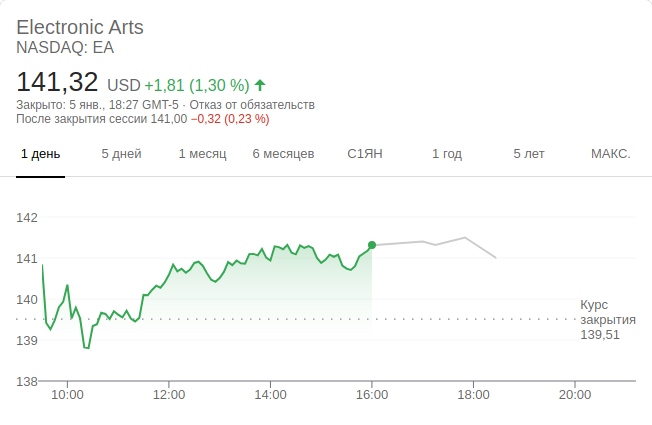 Electronic Arts
NASDAQ: EA
141,32 USD +1,81 (1,30 %)
Закрыто: 5 янв., 18:27 GMT-5 · Отказ от обязательств
После закрытия сессии 141,00 −0,32 (0,23 %)
1 день 5 дней 1 месяц 6 месяцев С1ЯН 1 год 5 лет МАКС.
142
141
140
Курс
закрытия
139,51
139
138
10:00 12:00 14:00 16:00 18:00 20:00